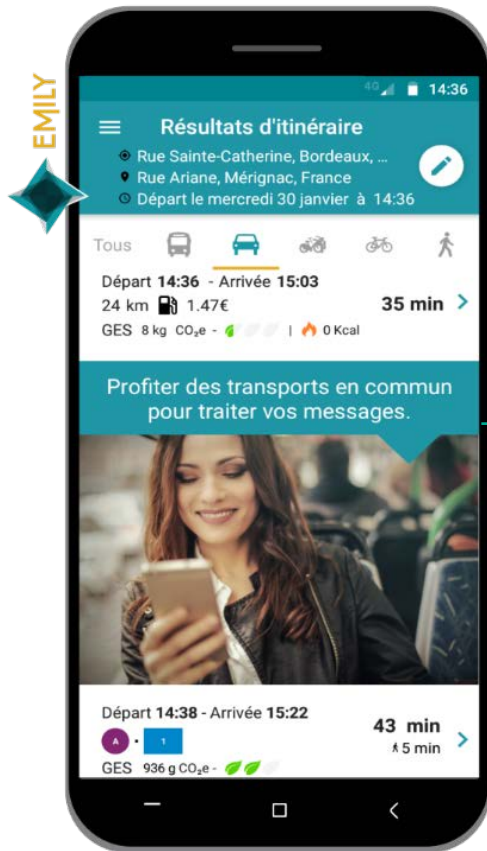 EMILY
4G 14:36
Résultats d'itinéraire
Rue Sainte-Catherine, Bordeaux, ...
Rue Ariane, Mérignac, France
Départ le mercredi 30 janvier à 14:36
Tous
Départ 14:36 - Arrivée 15:03
24 km 1.47€ 35 min >
GES 8 kg CO₂e - | 0 Kcal
Profiter des transports en commun
pour traiter vos messages.
Départ 14:38 - Arrivée 15:22
A · 1 43 min >
5 min
GES 936 g CO₂e -